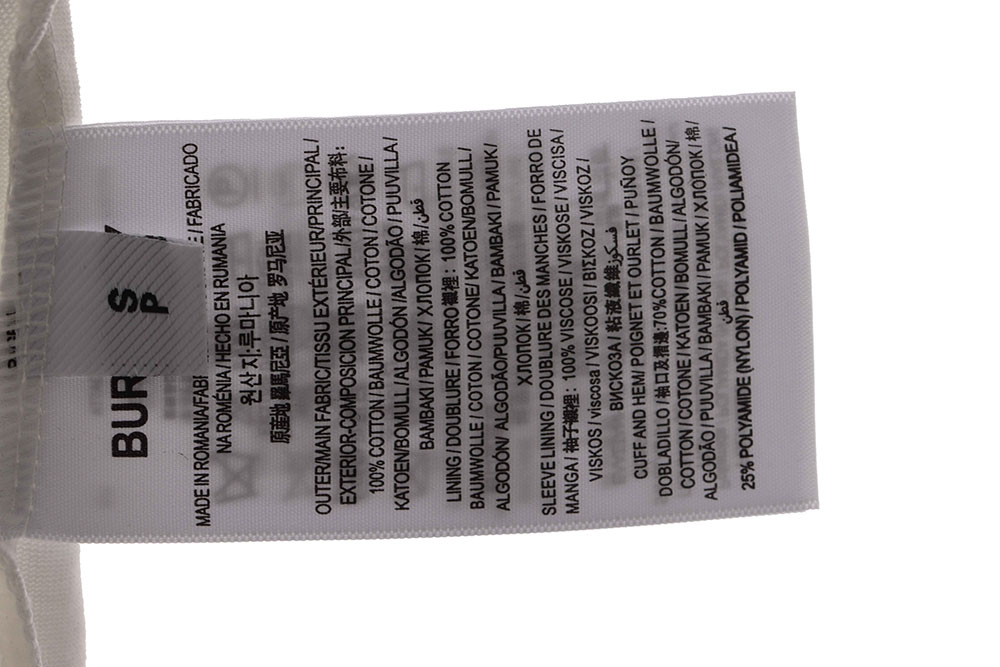 BUR
S
P
MADE IN ROMANIA/FABR E / FABRICADO
NA ROMÉNIA/ HECHO EN RUMANIA
원산지:루마니아
原産地 羅馬尼亞 / 原产地 罗马尼亚
OUTER/MAIN FABRIC/TISSU EXTÉRIEUR/PRINCIPAL/
EXTERIOR-COMPOSICION PRINCIPAL/外部/主要布料:
100% COTTON / BAUMWOLLE / COTON / COTONE /
KATOEN/BOMULL / ALGODÓN/ALGODÃO / PUUVILLA /
BAMBAKI / PAMUK / ХЛОПОК / 棉/ قطن
LINING / DOUBLURE / FORRO 襯裡 : 100% COTTON
BAUMWOLLE / COTON / COTONE/ KATOEN/BOMULL /
ALGODÓN/ ALGODÃO/PUUVILLA / BAMBAKI / PAMUK /
ХЛОПОК / 棉/ قطن
SLEEVE LINING / DOUBLURE DES MANCHES / FORRO DE
MANGA / 袖子襯裡 : 100% VISCOSE / VISKOSE / VISCISA /
VISKOS / viscosa / VISKOOSI / ΒΙΣΚΟΖ / VISKOZ /
ВИСКОЗА / 粘液纖維/ فسكوز
CUFF AND HEM/ POIGNET ET OURLET / PUÑOY
DOBLADILLO / 袖口及褶邊:70%COTTON / BAUMWOLLE /
COTTON / COTONE / KATOEN / BOMULL / ALGODÓN/
ALGODÃO / PUUVILLA / BAMBAKI / PAMUK / ХЛОПОК / 棉/
قطن
25% POLYAMIDE (NYLON) / POLYAMID / POLIAMIDEA /